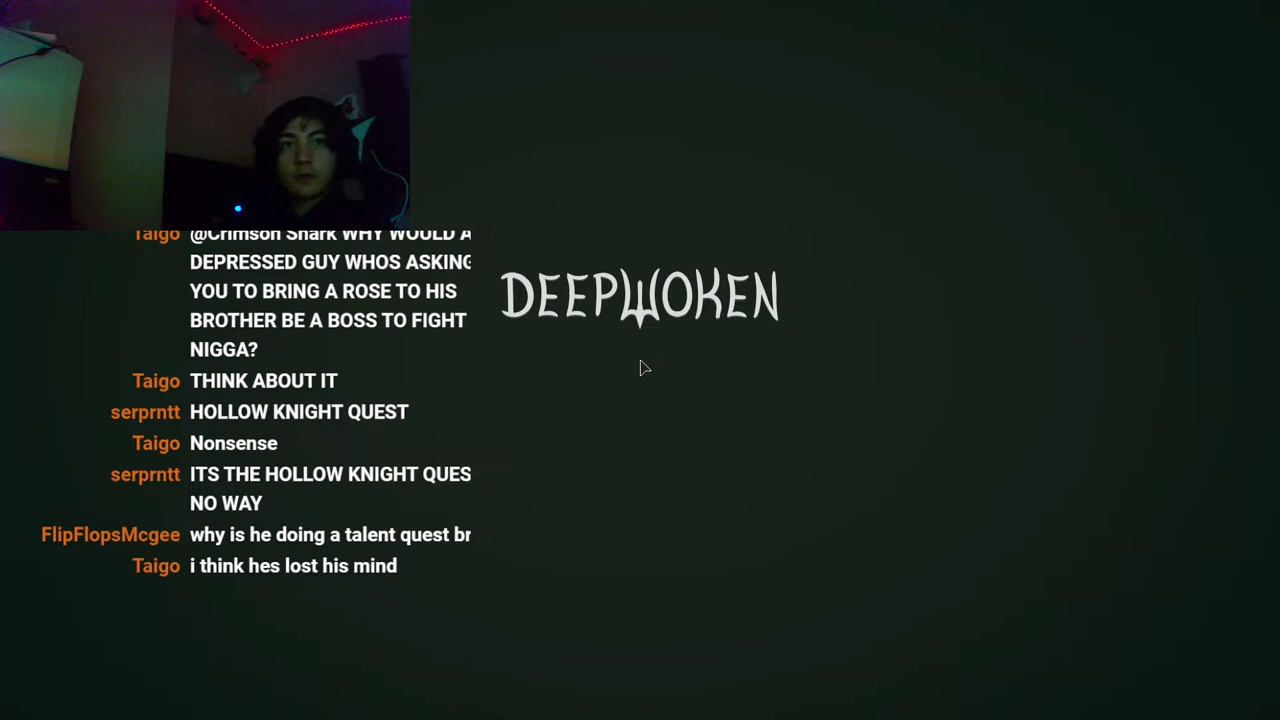 Taigo @Crimson Shark WHY WOULD A
DEPRESSED GUY WHOS ASKING
YOU TO BRING A ROSE TO HIS
BROTHER BE A BOSS TO FIGHT
NIGGA?
Taigo THINK ABOUT IT
serprntt HOLLOW KNIGHT QUEST
Taigo Nonsense
serprntt ITS THE HOLLOW KNIGHT QUES
NO WAY
FlipFlopsMcgee why is he doing a talent quest br
Taigo i think hes lost his mind
DEEPWOKEN